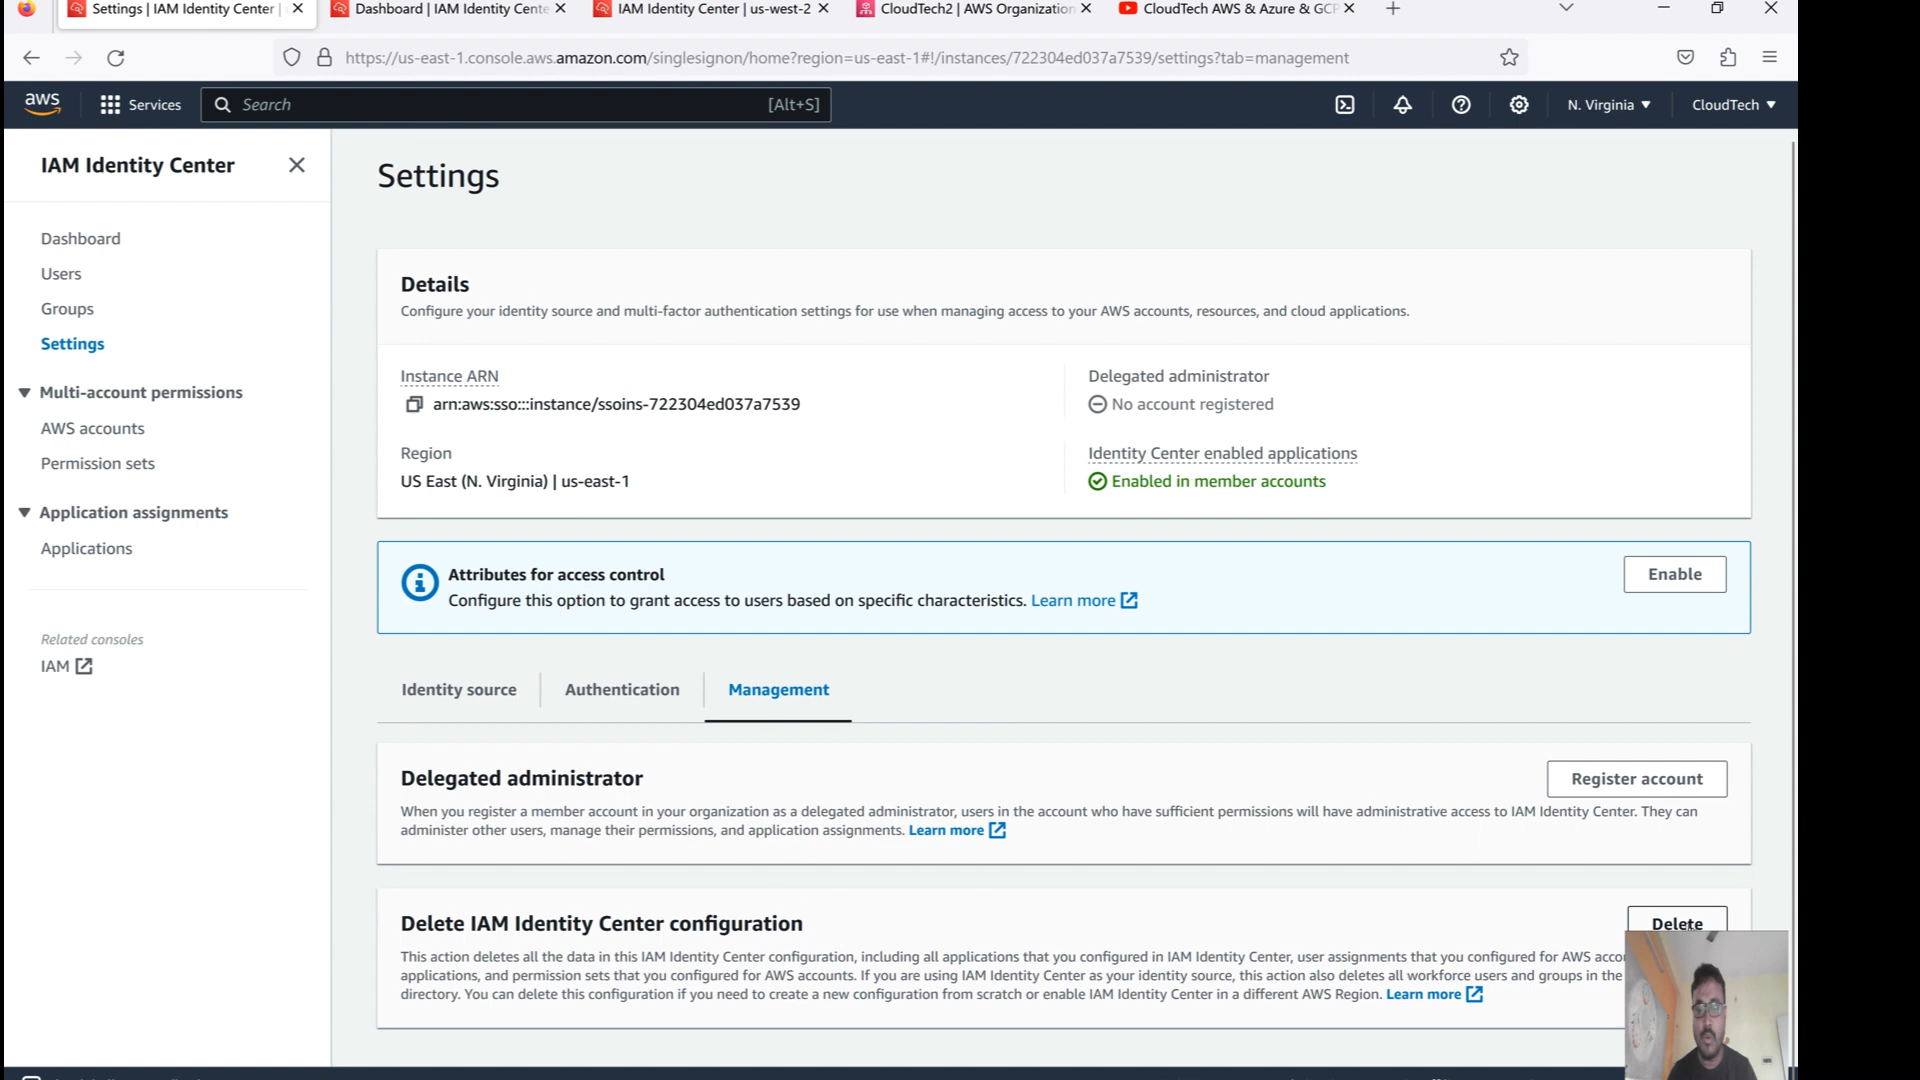 Settings | IAM Identity Center |
Dashboard | IAM Identity Cente
IAM Identity Center | us-west-2
CloudTech2 | AWS Organization
CloudTech AWS & Azure & GCP
https://us-east-1.console.aws.amazon.com/singlesignon/home?region=us-east-1#!/instances/722304ed037a7539/settings?tab=management
aws
Services
Search
[Alt+S]
N. Virginia
CloudTech
IAM Identity Center
Dashboard
Users
Groups
Settings
Multi-account permissions
AWS accounts
Permission sets
Application assignments
Applications
Related consoles
IAM
Settings
Details
Configure your identity source and multi-factor authentication settings for use when managing access to your AWS accounts, resources, and cloud applications.
Instance ARN
arn:aws:sso:::instance/ssoins-722304ed037a7539
Region
US East (N. Virginia) | us-east-1
Delegated administrator
No account registered
Identity Center enabled applications
Enabled in member accounts
Attributes for access control
Configure this option to grant access to users based on specific characteristics. Learn more
Enable
Identity source
Authentication
Management
Delegated administrator
Register account
When you register a member account in your organization as a delegated administrator, users in the account who have sufficient permissions will have administrative access to IAM Identity Center. They can
administer other users, manage their permissions, and application assignments. Learn more
Delete IAM Identity Center configuration
Delete
This action deletes all the data in this IAM Identity Center configuration, including all applications that you configured in IAM Identity Center, user assignments that you configured for AWS accou
applications, and permission sets that you configured for AWS accounts. If you are using IAM Identity Center as your identity source, this action also deletes all workforce users and groups in the
directory. You can delete this configuration if you need to create a new configuration from scratch or enable IAM Identity Center in a different AWS Region. Learn more